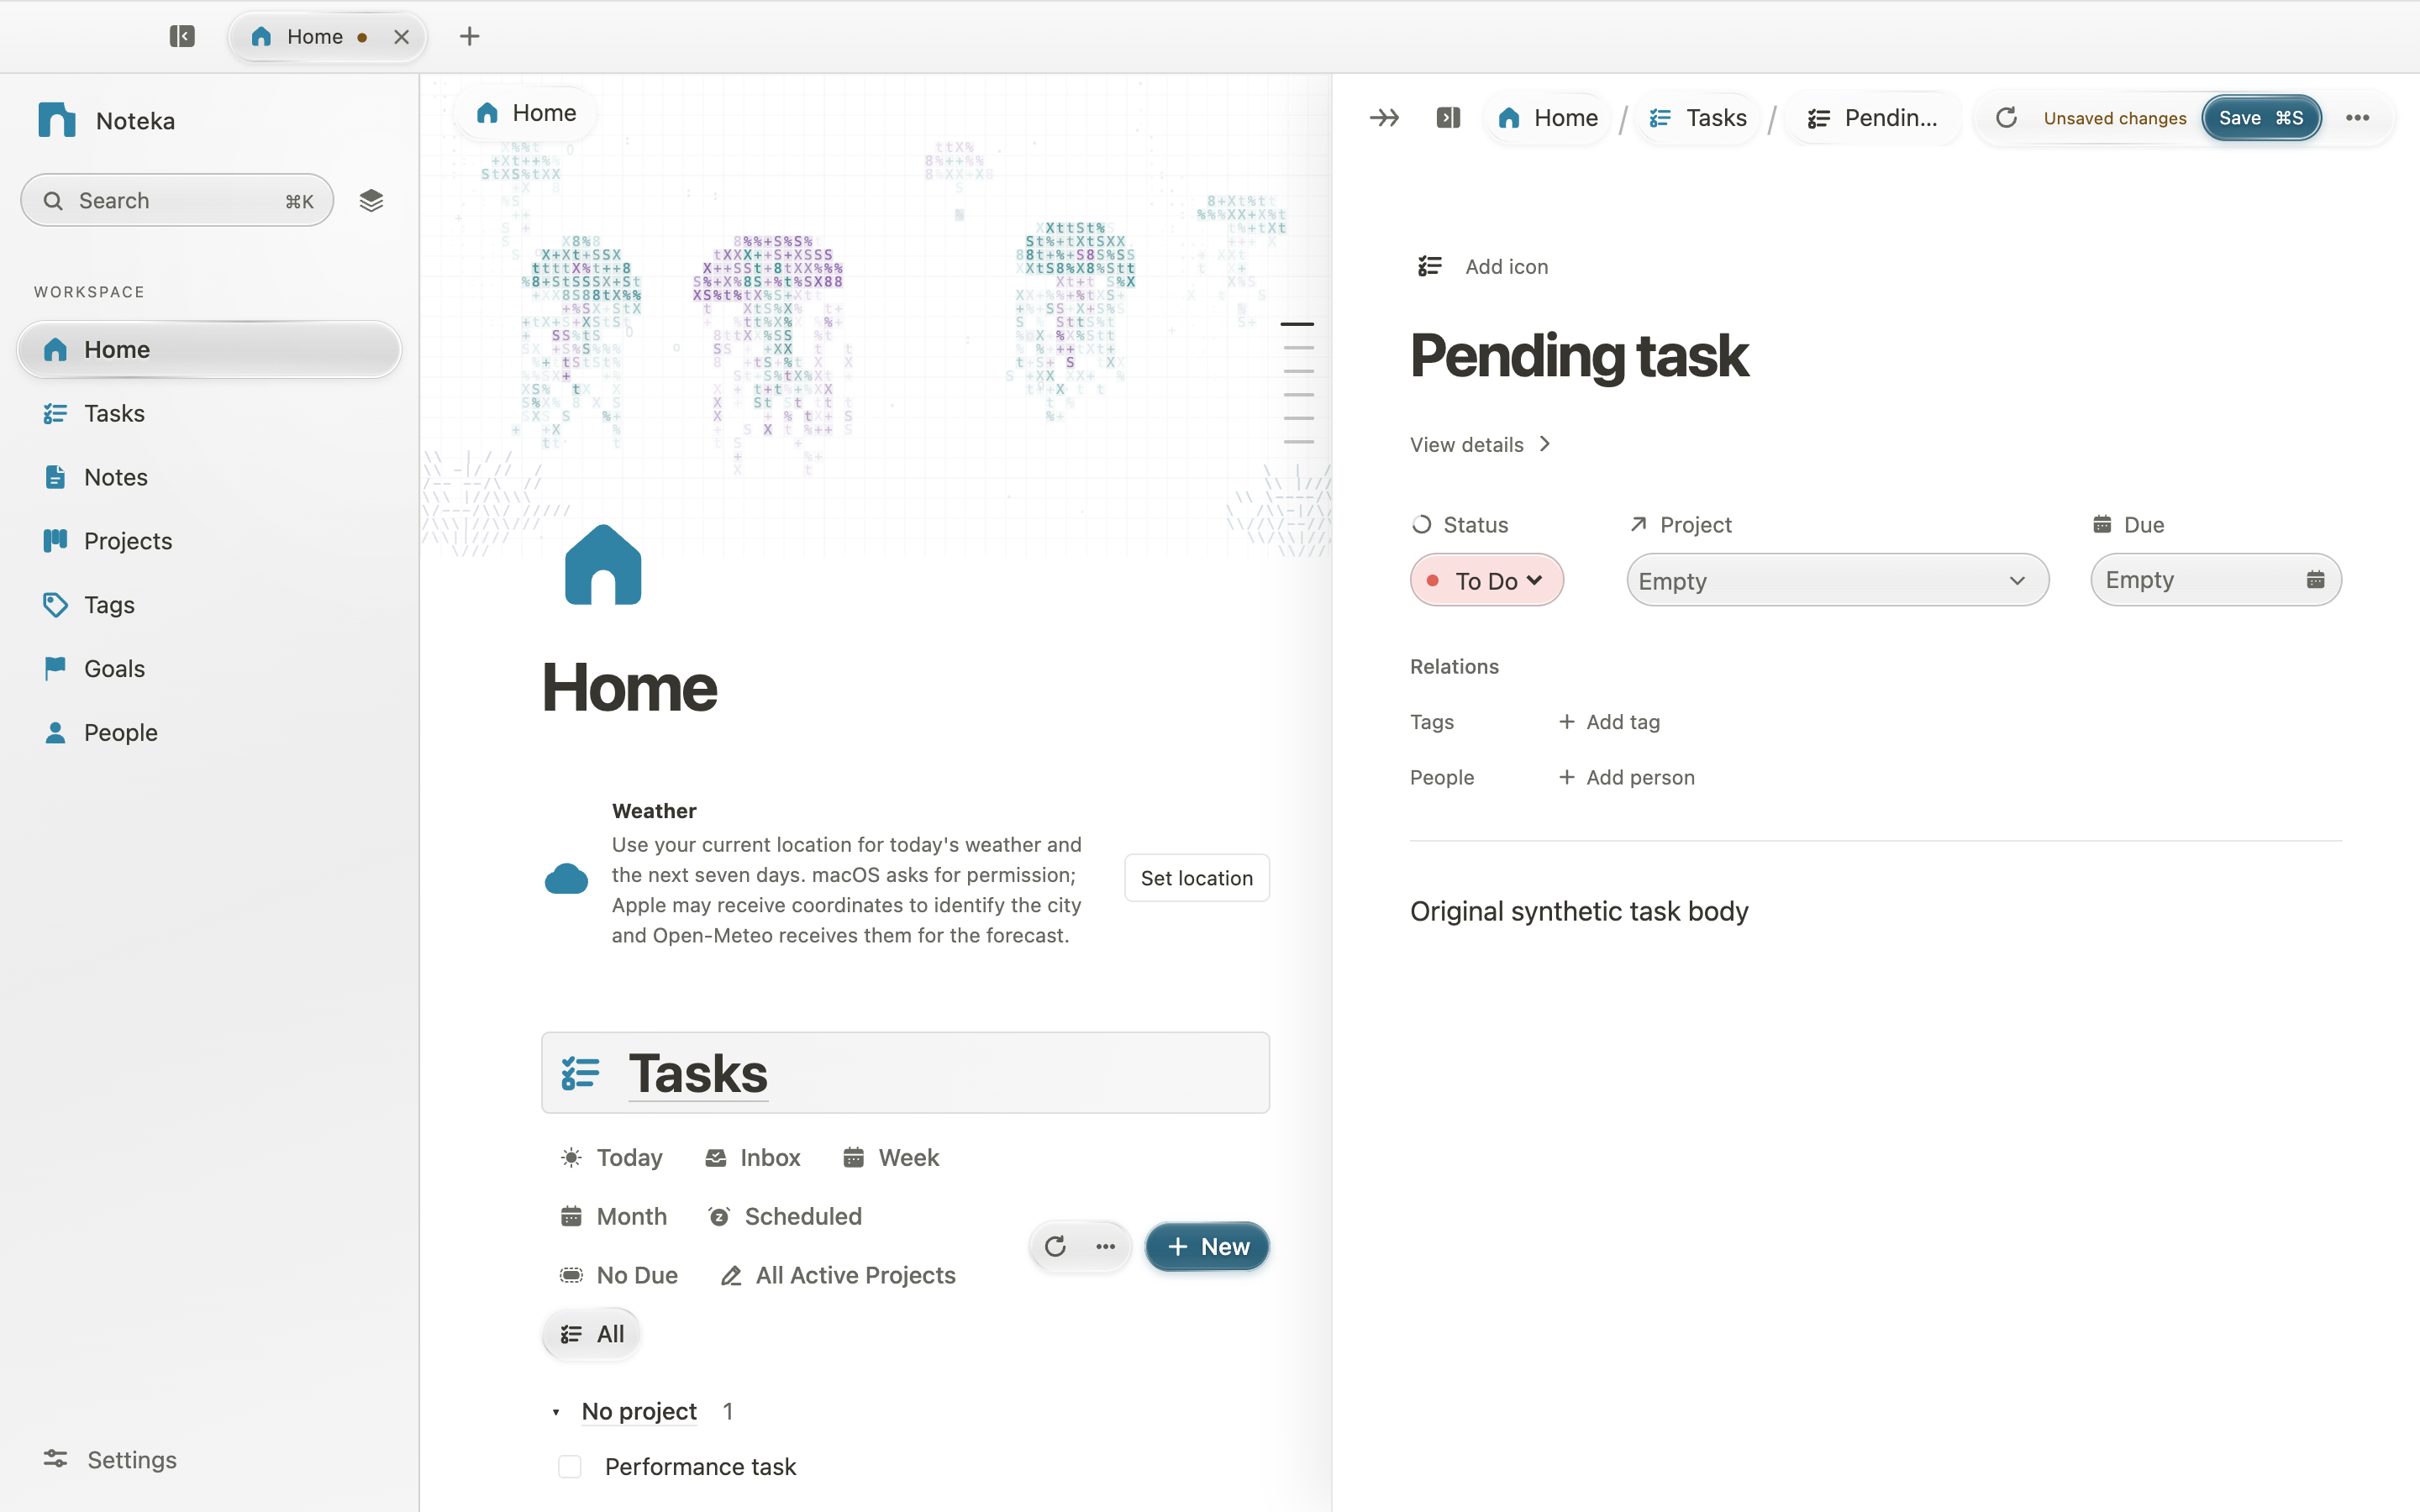 Home
Noteka
Search ⌘K
WORKSPACE
Home
Tasks
Notes
Projects
Tags
Goals
People
Settings
Home
Home
Weather
Use your current location for today's weather and
the next seven days. macOS asks for permission;
Apple may receive coordinates to identify the city
and Open-Meteo receives them for the forecast.
Set location
Tasks
Today Inbox Week
Month Scheduled
No Due All Active Projects
All
New
No project 1
Performance task
Home / Tasks / Pendin...
Unsaved changes
Save ⌘S
Add icon
Pending task
View details
Status Project Due
To Do Empty Empty
Relations
Tags + Add tag
People + Add person
Original synthetic task body